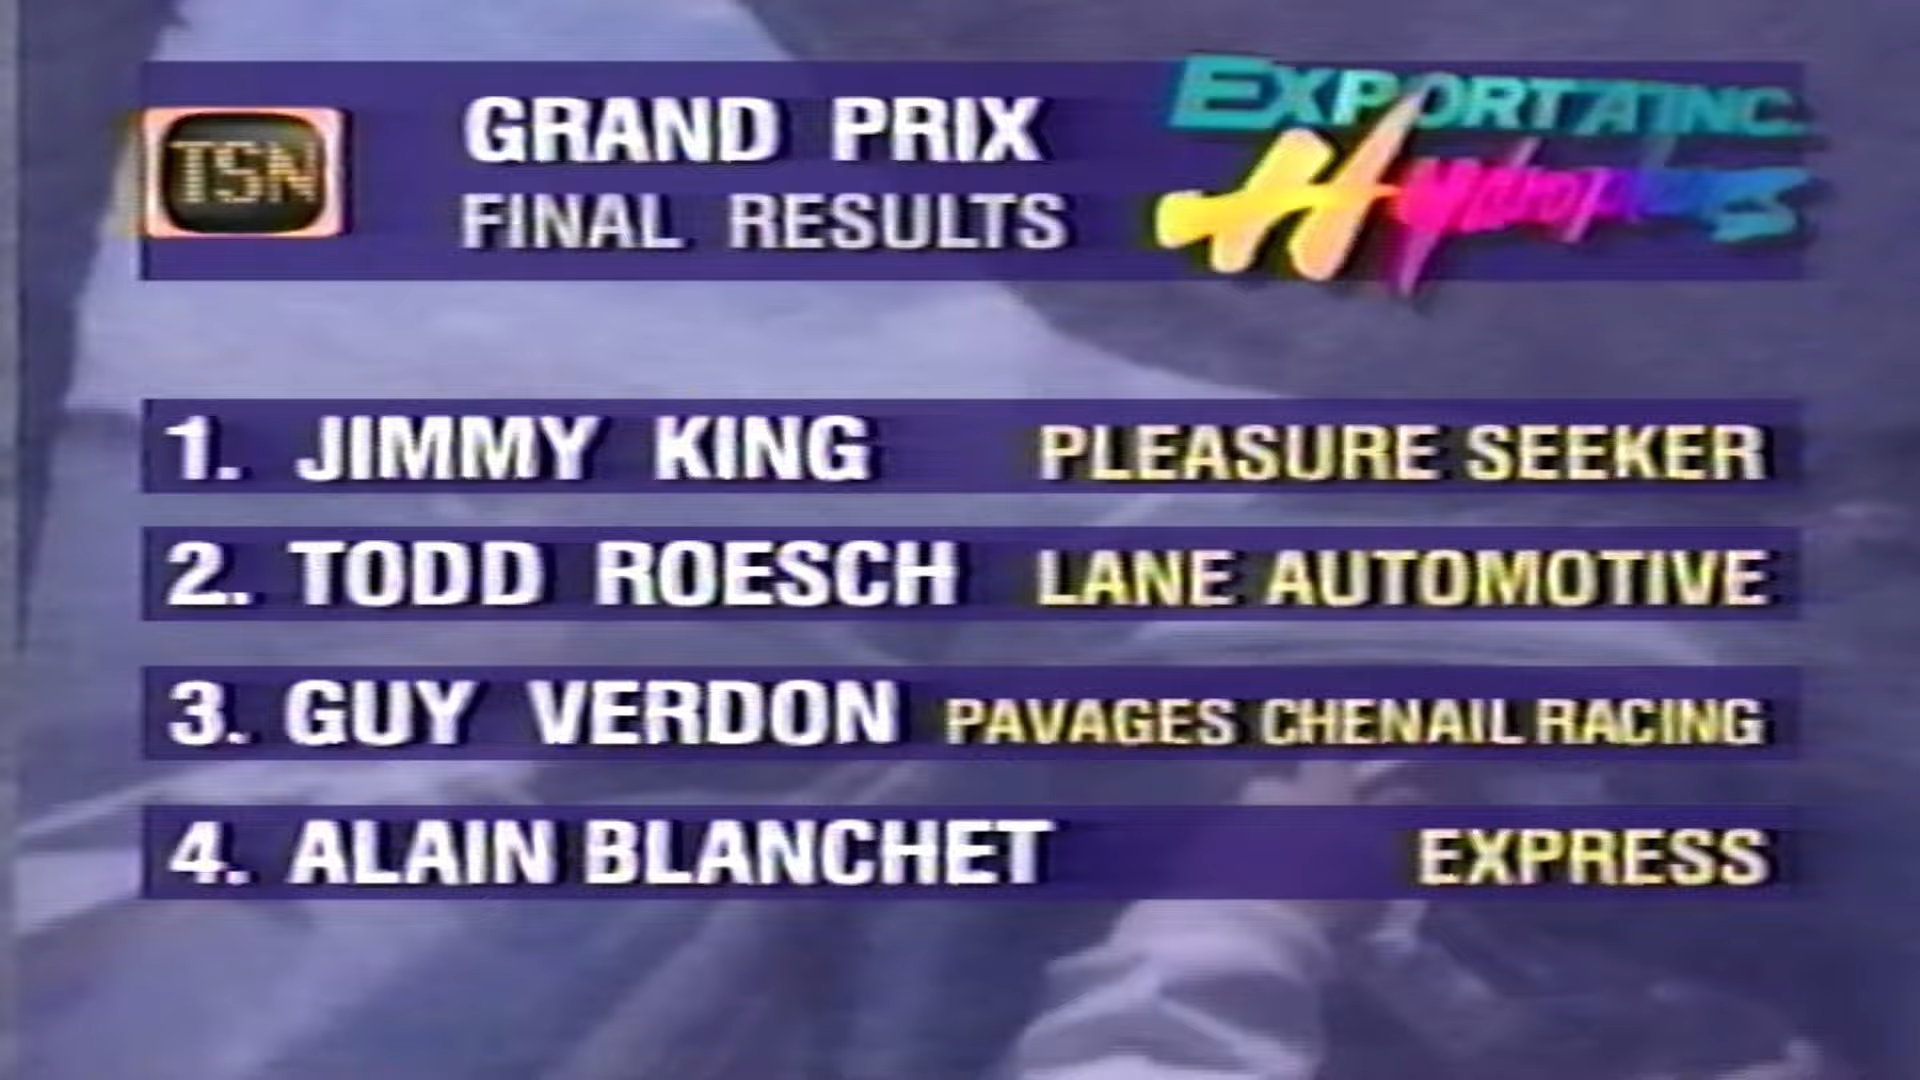 TSN
GRAND PRIX
FINAL RESULTS
EXPORT 'A' INC.
Hydroplanes
1. JIMMY KING PLEASURE SEEKER
2. TODD ROESCH LANE AUTOMOTIVE
3. GUY VERDON PAVAGES CHENAIL RACING
4. ALAIN BLANCHET EXPRESS